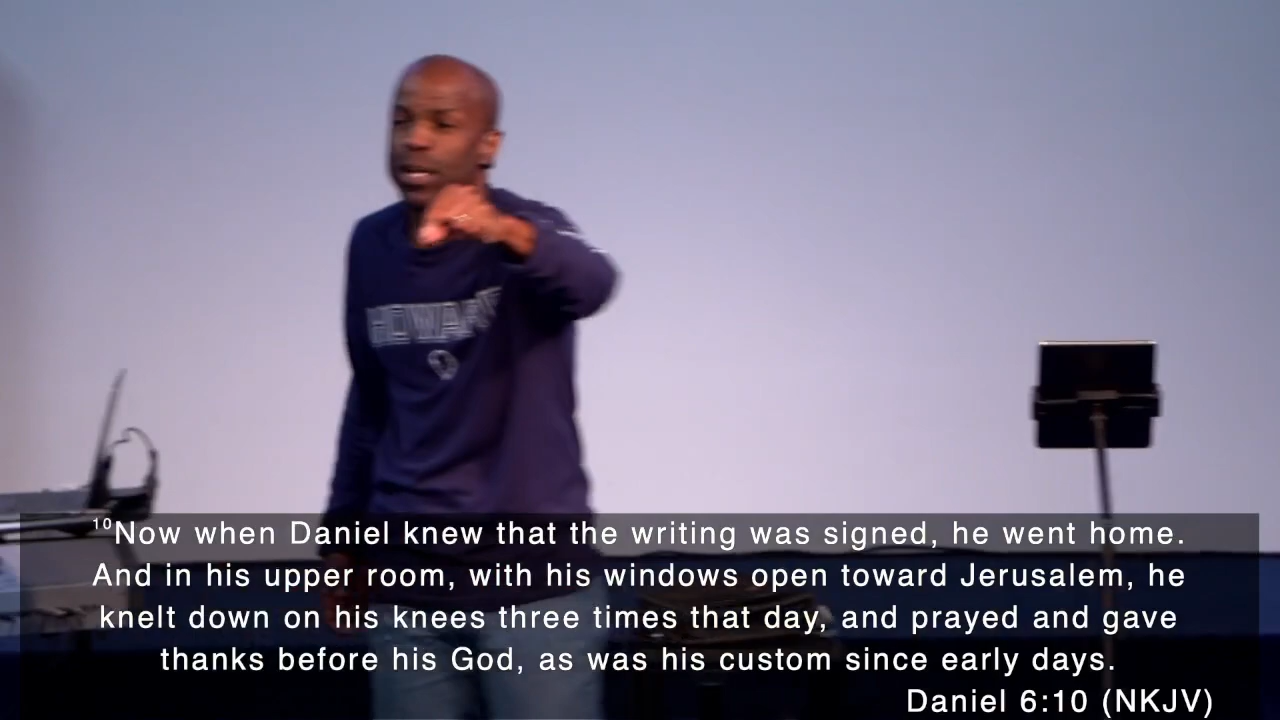 HOWARD
10Now when Daniel knew that the writing was signed, he went home.
And in his upper room, with his windows open toward Jerusalem, he
knelt down on his knees three times that day, and prayed and gave
thanks before his God, as was his custom since early days.
Daniel 6:10 (NKJV)